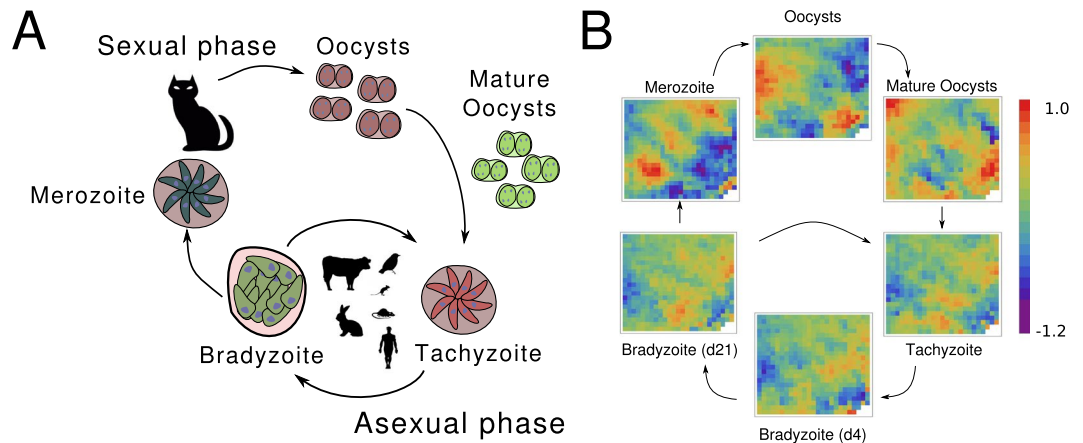 A
Sexual phase
Oocysts
Mature
Oocysts
Merozoite
Bradyzoite
Tachyzoite
Asexual phase
B
Oocysts
Merozoite
Mature Oocysts
1.0
-1.2
Bradyzoite (d21)
Tachyzoite
Bradyzoite (d4)